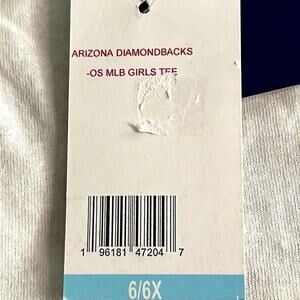 ARIZONA DIAMONDBACKS
-OS MLB GIRLS TEE
1 96181 47204 7
6/6X